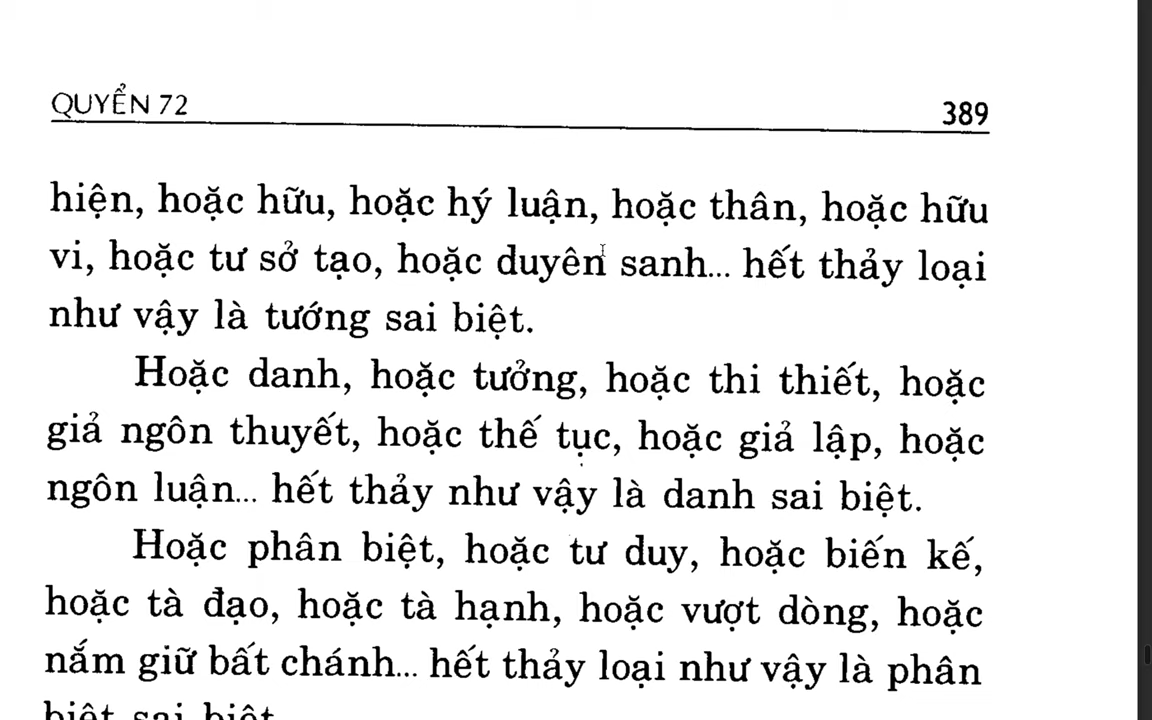 QUYỂN 72
389
hiện, hoặc hữu, hoặc hý luận, hoặc thân, hoặc hữu
vi, hoặc tư sở tạo, hoặc duyên sanh... hết thảy loại
như vậy là tướng sai biệt.
Hoặc danh, hoặc tưởng, hoặc thi thiết, hoặc
giả ngôn thuyết, hoặc thế tục, hoặc giả lập, hoặc
ngôn luận... hết thảy như vậy là danh sai biệt.
Hoặc phân biệt, hoặc tư duy, hoặc biến kế,
hoặc tà đạo, hoặc tà hạnh, hoặc vượt dòng, hoặc
nắm giữ bất chánh... hết thảy loại như vậy là phân
biệt sai biệt.